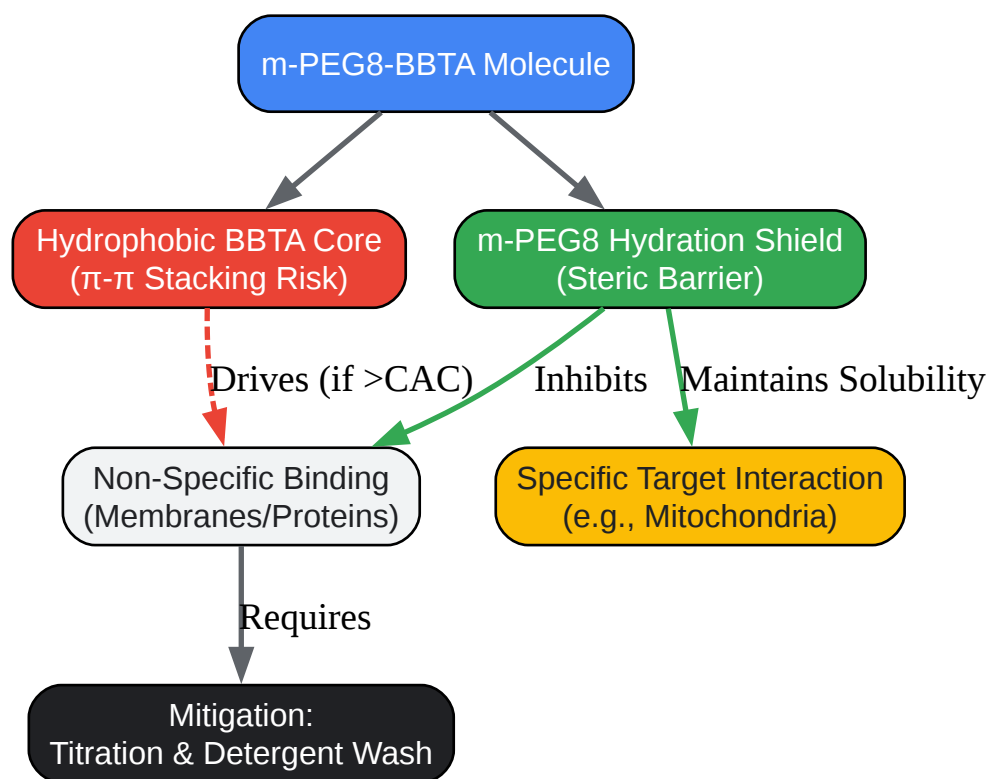 m-PEG8-BBTA Molecule
Hydrophobic BBTA Core
(π-π Stacking Risk)
m-PEG8 Hydration Shield
(Steric Barrier)
Drives (if >CAC)
Inhibits
Maintains Solubility
Non-Specific Binding
(Membranes/Proteins)
Specific Target Interaction
(e.g., Mitochondria)
Requires
Mitigation:
Titration & Detergent Wash